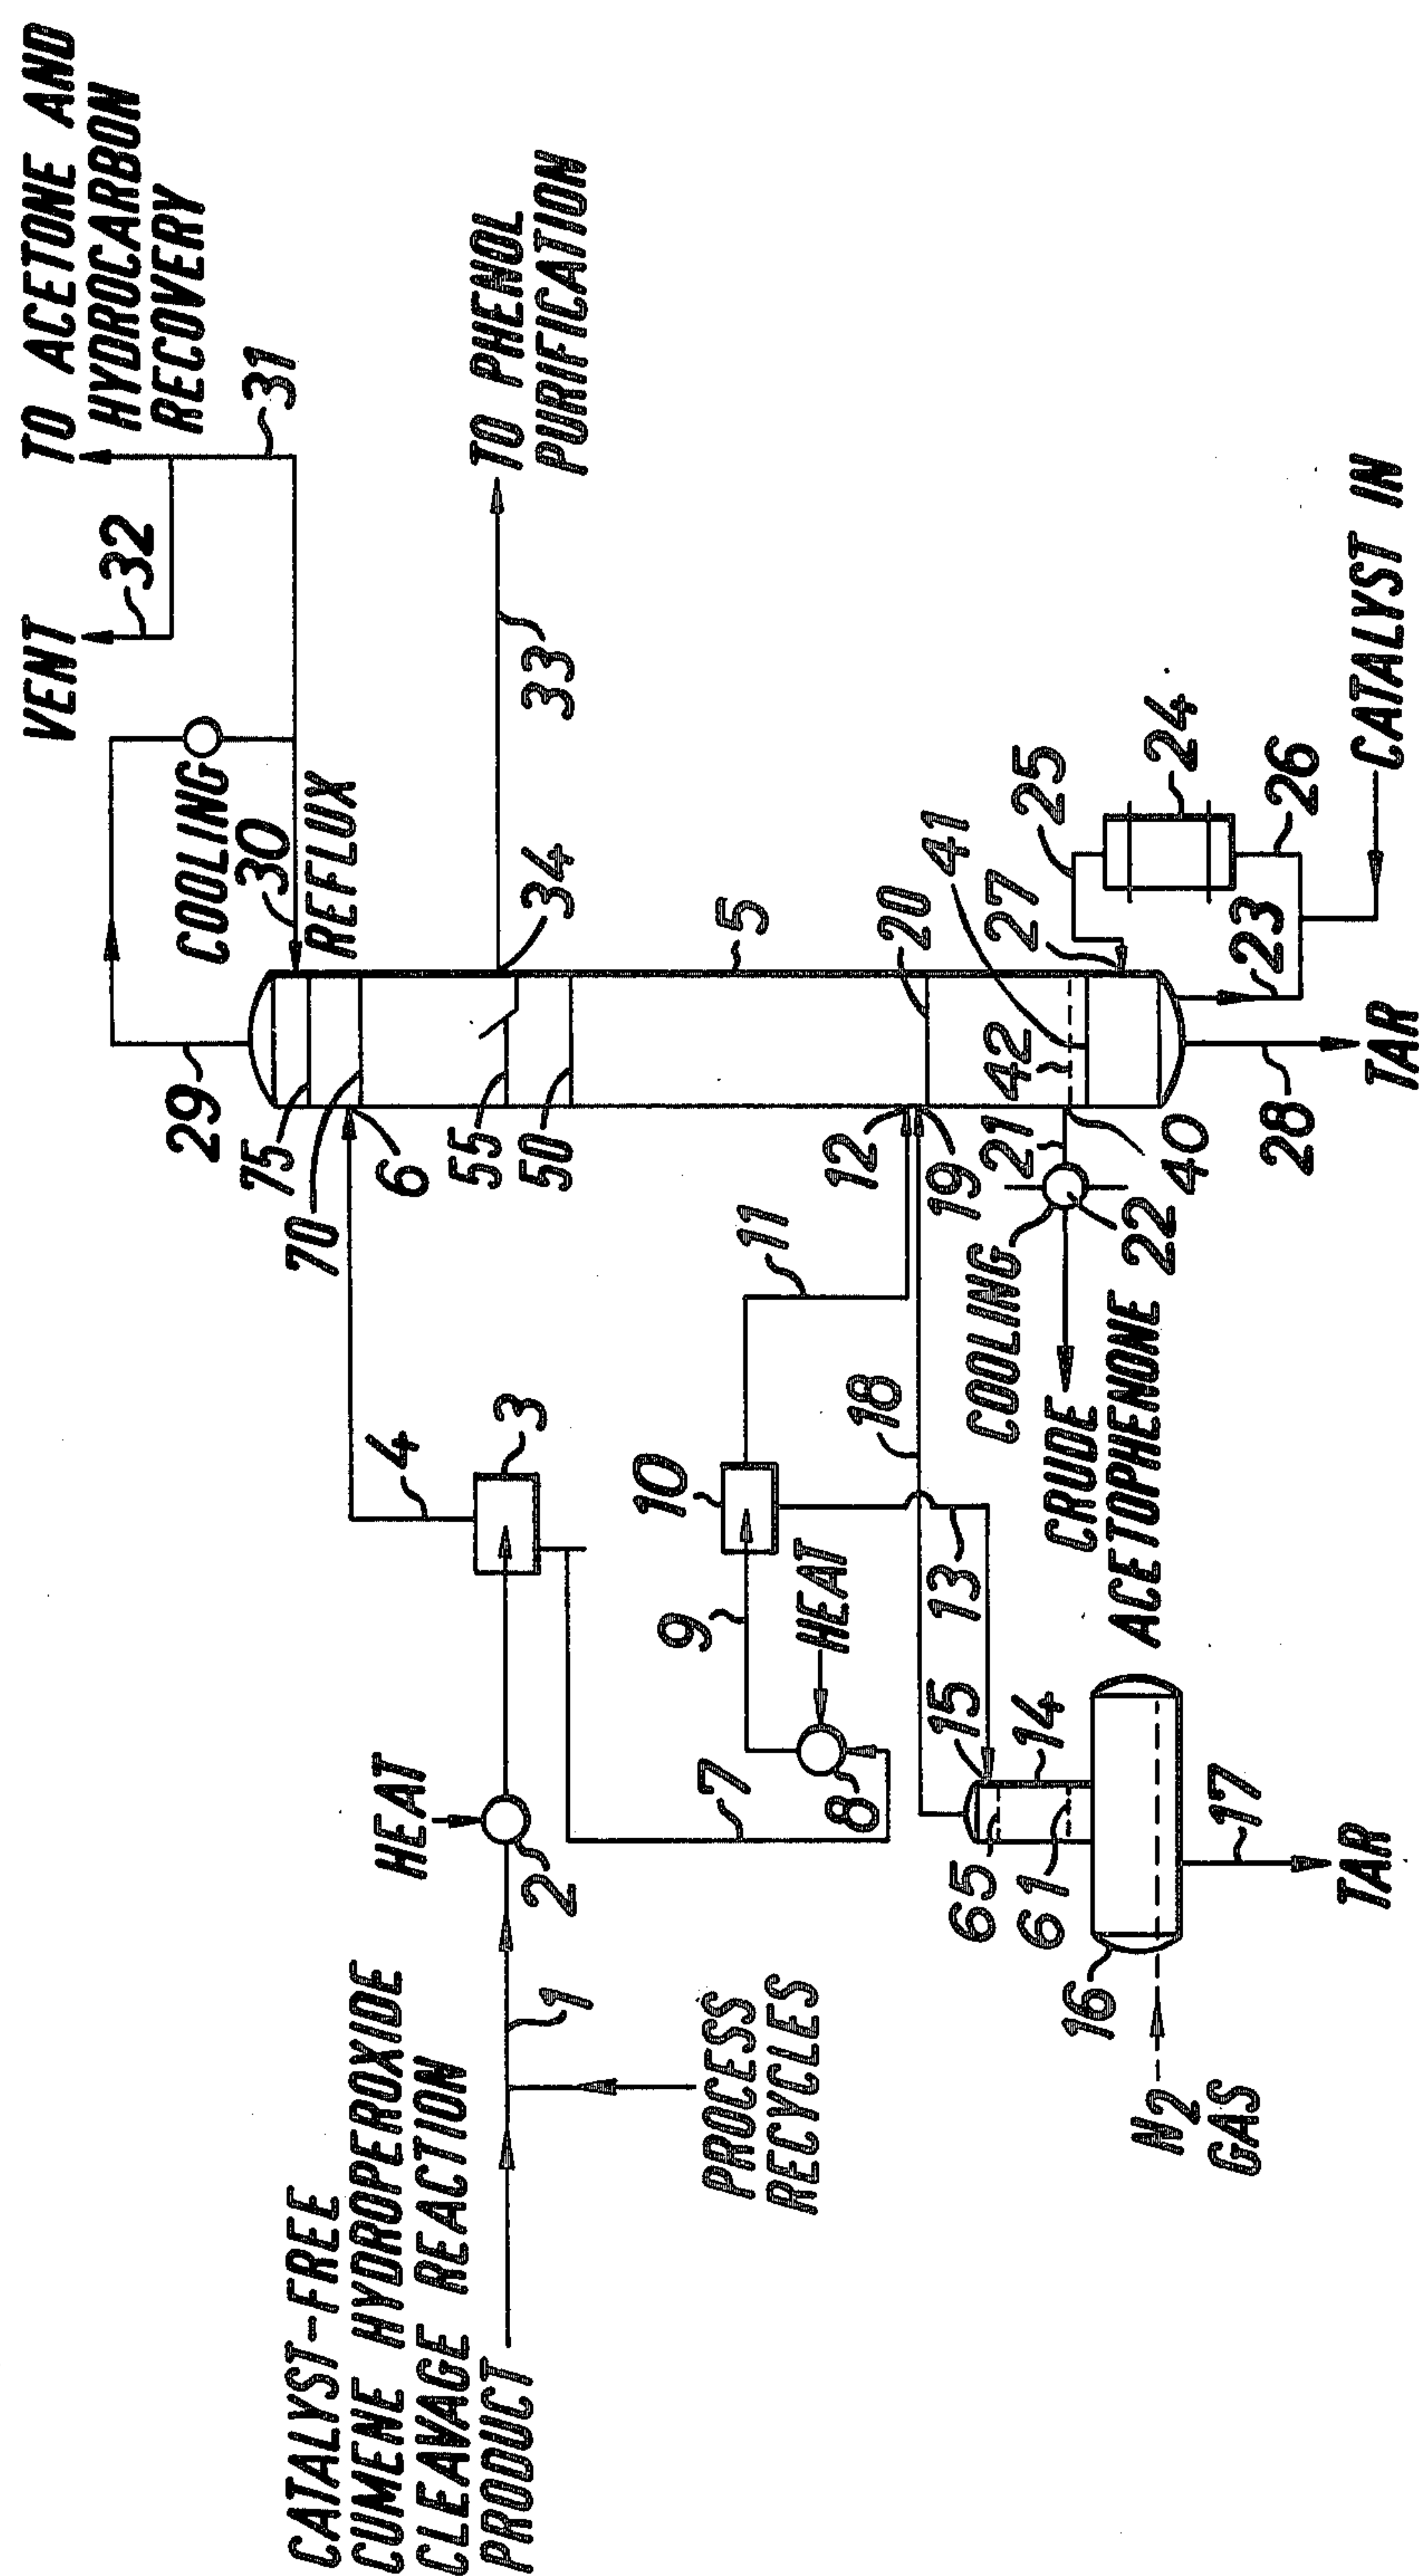 CATALYST-FREE
CUMENE HYDROPEROXIDE
CLEAVAGE REACTION
PRODUCT
PROCESS
RECYCLES
1
HEAT
2
3
4
6
7
8
HEAT
9
10
11
12
13
14
15
16
N2
GAS
17
TAR
65
61
18
19
20
21
22
COOLING
CRUDE
ACETOPHENONE
40
41
42
5
50
55
70
75
29
COOLING
30
REFLUX
VENT
32
31
TO ACETONE AND
HYDROCARBON
RECOVERY
33
34
TO PHENOL
PURIFICATION
23
24
25
26
27
28
TAR
CATALYST IN